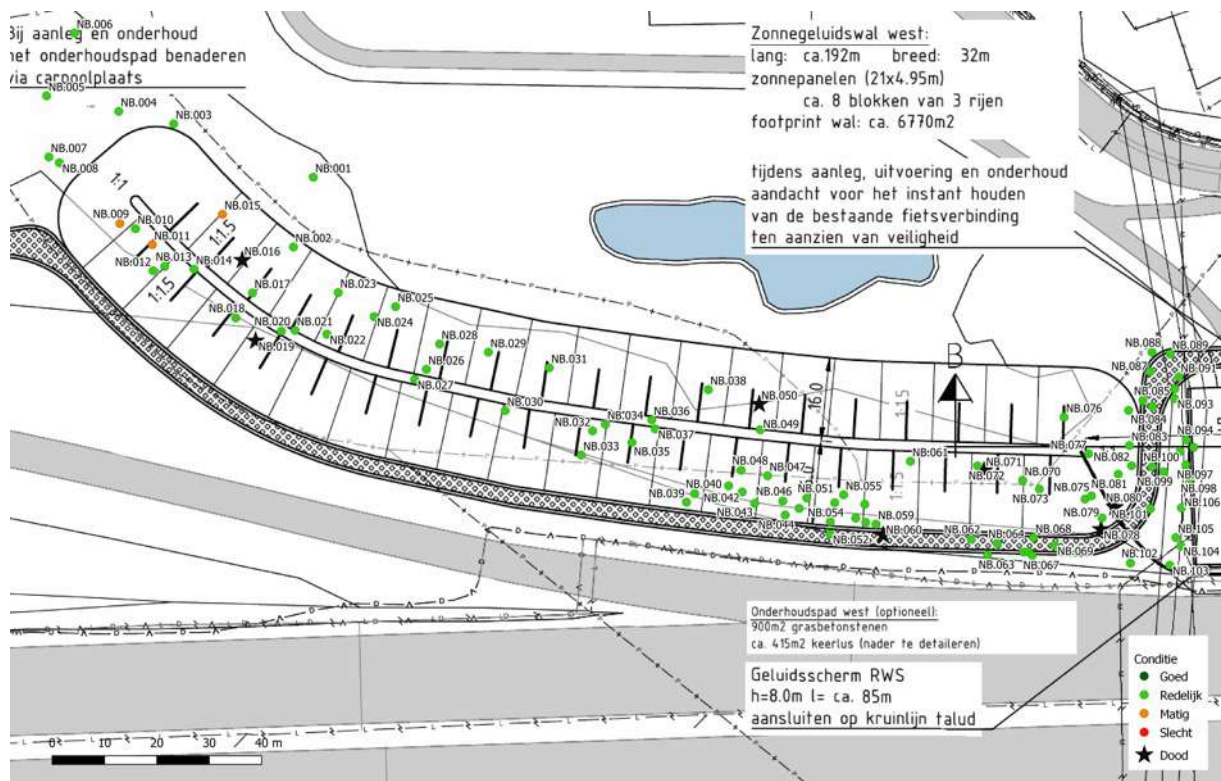 Bij aanleg en onderhoud
het onderhoudspad benaderen
via carpoolplaats
Zonnegeluidswal west:
lang: ca.192m breed: 32m
zonnepanelen (21x4.95m)
ca. 8 blokken van 3 rijen
footprint wal: ca. 6770m2
tijdens aanleg, uitvoering en onderhoud
aandacht voor het instant houden
van de bestaande fietsverbinding
ten aanzien van veiligheid
NB.006
NB.005
NB.004
NB.003
NB.007
NB.008
NB.001
1:1
NB.009
NB.010
NB.015
NB.011
1:1.5
NB.002
NB.012
NB.013
NB.014
NB.016
1:1.5
NB.017
NB.023
NB.018
NB.025
NB.020
NB.021
NB.024
NB.019
NB.022
NB.028
NB.029
NB.026
NB.031
NB.027
NB.030
NB.038
NB.050
16.0
1:1.5
B
NB.088
NB.089
NB.087
NB.091
NB.085
NB.093
NB.076
NB.084
NB.032
NB.034
NB.036
NB.049
NB.033
NB.035
NB.037
NB.077
NB.083
NB.094
NB.048
NB.047
NB.061
NB.071
NB.082
NB.100
NB.072
NB.070
NB.081
NB.097
NB.040
NB.039
NB.042
NB.046
NB.051
NB.055
1:1.5
NB.073
NB.075
NB.080
NB.099
NB.098
NB.043
NB.044
NB.054
NB.059
NB.079
NB.101
NB.106
NB.052
NB.060
NB.062
NB.064
NB.068
NB.078
NB.105
NB.063
NB.067
NB.069
NB.102
NB.104
NB.103
Onderhoudspad west (optioneel):
900m2 grasbetonstenen
ca. 415m2 keerlus (nader te detaileren)
Geluidsscherm RWS
h=8.0m l= ca. 85m
aansluiten op kruinlijn talud
Conditie
Goed
Redelijk
Matig
Slecht
Dood
0 10 20 30 40 m